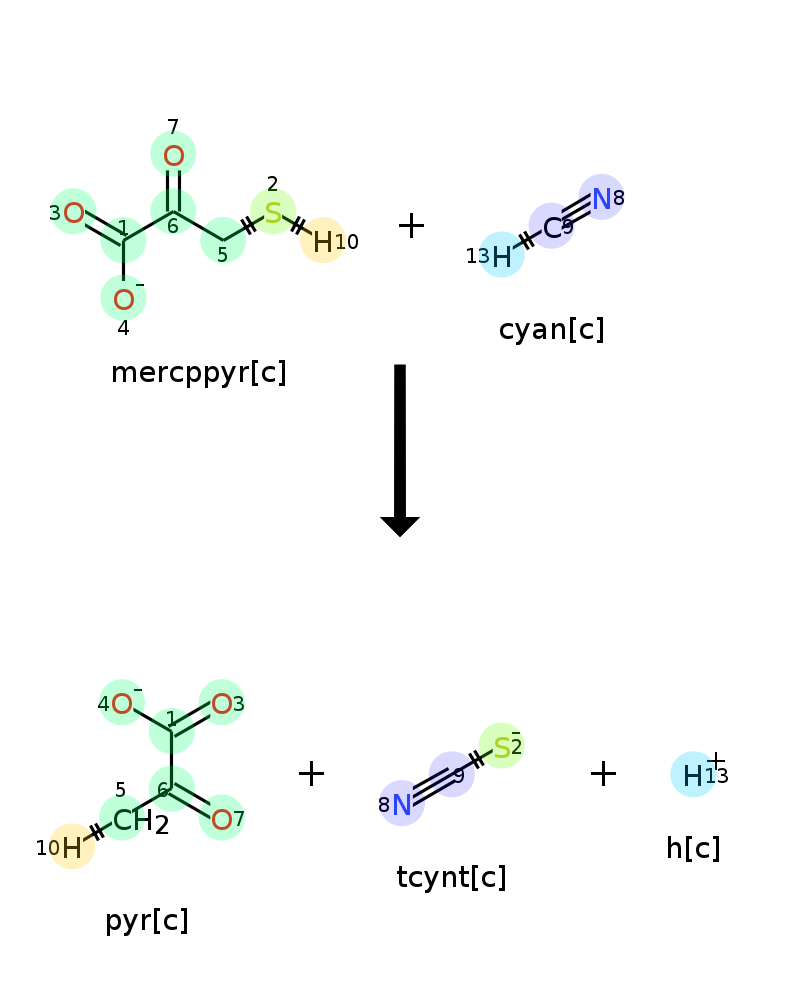 7
O
3 O 1 6 5 2 S H 10 + 13 H C 9 N 8
O -
4
mercppyr[c] cyan[c]
4 O - 1 O 3
5 6 CH2 O 7 + 8 N 9 S - 2 + H + 13
10 H
pyr[c] tcynt[c] h[c]